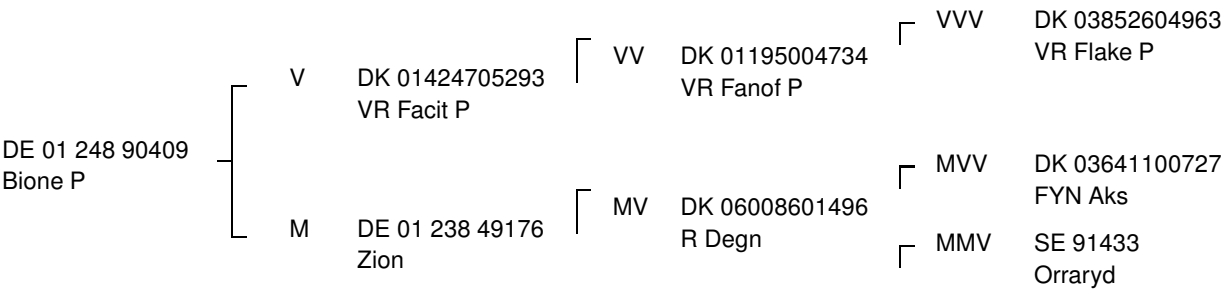 DE 01 248 90409
Bione P
V DK 01424705293
VR Facit P
M DE 01 238 49176
Zion
VV DK 01195004734
VR Fanof P
MV DK 06008601496
R Degn
VVV DK 03852604963
VR Flake P
MVV DK 03641100727
FYN Aks
MMV SE 91433
Orraryd